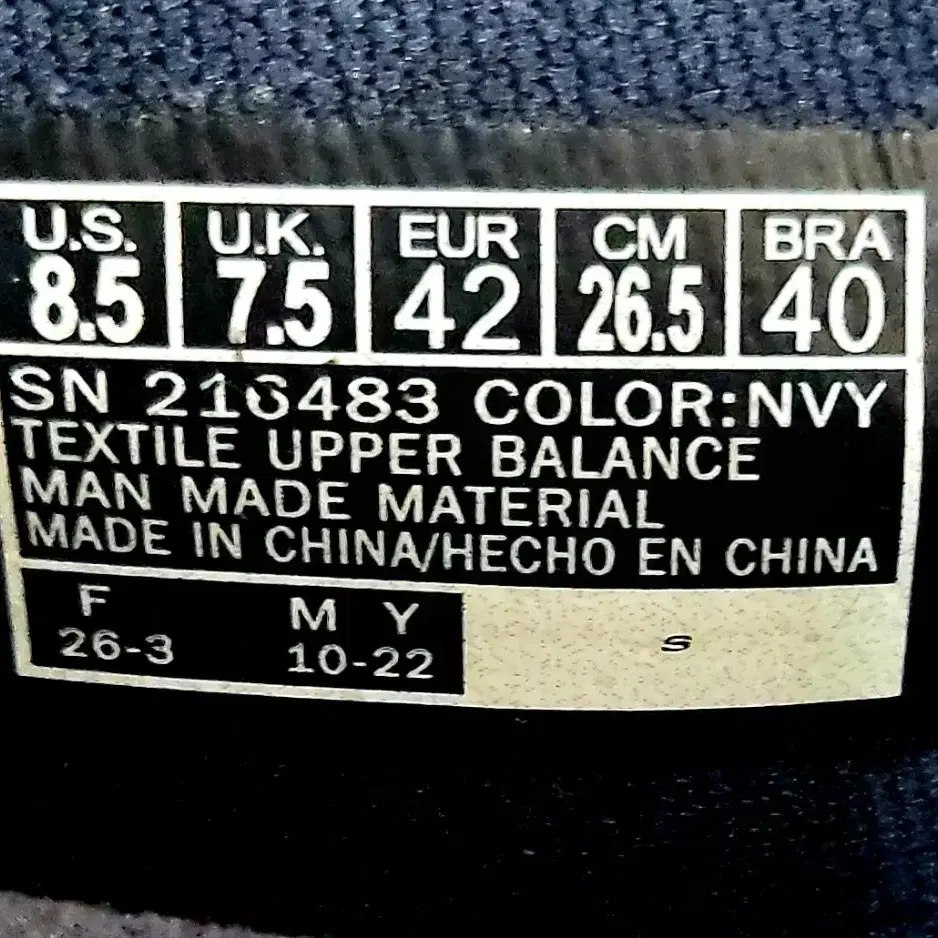 U.S. U.K. EUR CM BRA
8.5 7.5 42 26.5 40
SN 216483 COLOR:NVY
TEXTILE UPPER BALANCE
MAN MADE MATERIAL
MADE IN CHINA/HECHO EN CHINA
F M Y
26-3 10-22
S